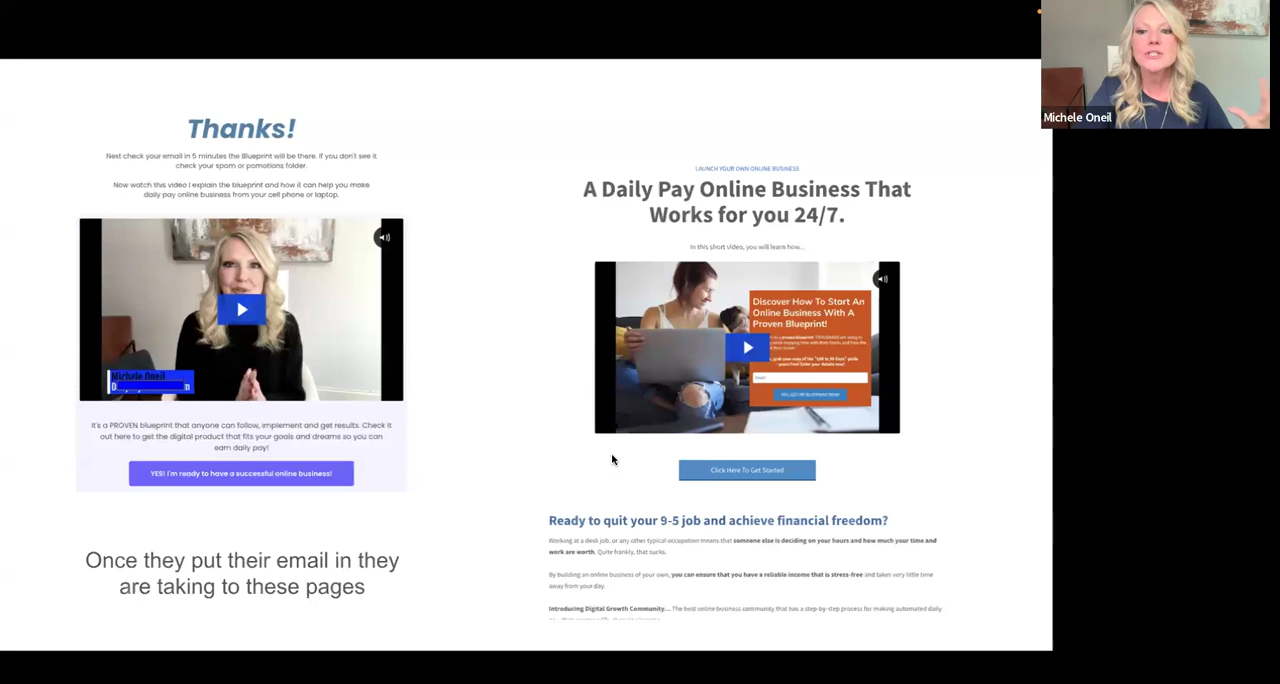 Michele Oneil
Thanks!
Nest check your email in 5 minutes the Blueprint will be there. If you don't see it
check your spam or pomotions folder.
Now watch this video I explain the blueprint and how it can help you make
daily pay online business from your cell phone or laptop.
Michele Oneil
It's a PROVEN blueprint that anyone can follow, implement and get results. Check it
out here to get the digital product that fits your goals and dreams so you can
earn daily pay!
YES! I'm ready to have a successful online business!
Once they put their email in they
are taking to these pages
LAUNCH YOUR OWN ONLINE BUSINESS
A Daily Pay Online Business That
Works for you 24/7.
In this short video, you will learn how...
Discover How To Start An
Online Business With A
Proven Blueprint!
Email
YES, LET ME BLUEPRINT NOW!
Click Here To Get Started
Ready to quit your 9-5 job and achieve financial freedom?
Working at a desk job, or any other typical occupation means that someone else is deciding on your hours and how much your time and
work are worth. Quite frankly, that sucks.
By building an online business of your own, you can ensure that you have a reliable income that is stress-free and takes very little time
away from your day.
Introducing Digital Growth Community.... The best online business community that has a step-by-step process for making automated daily